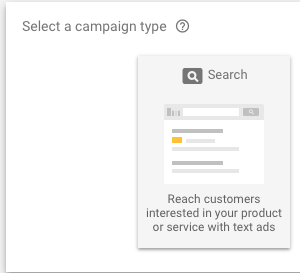 Select a campaign type
Search
Reach customers
interested in your product
or service with text ads